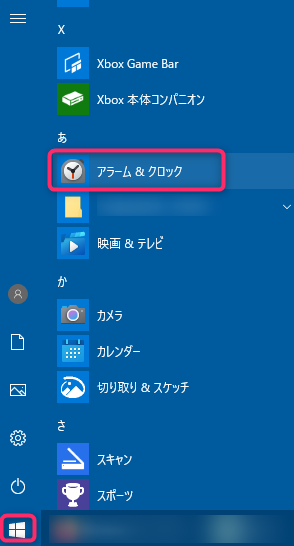 X
Xbox Game Bar
Xbox 本体コンパニオン
あ
アラーム & クロック
映画 & テレビ
か
カメラ
カレンダー
切り取り & スケッチ
さ
スキャン
スポーツ